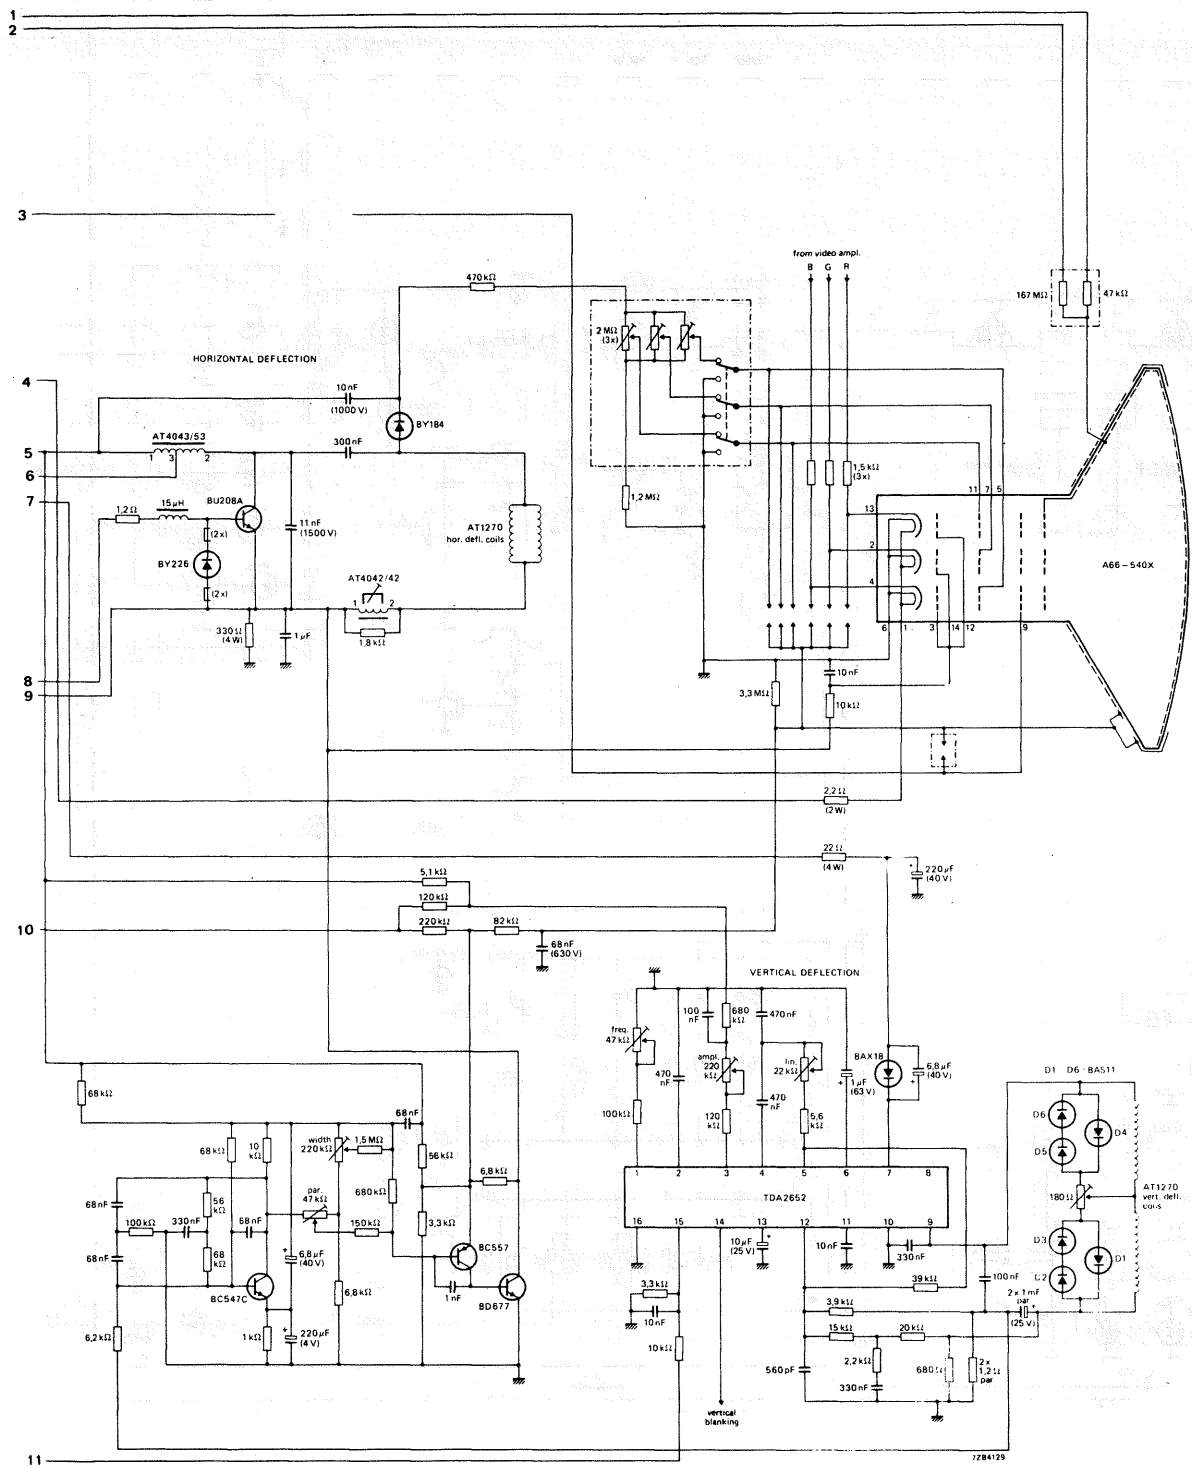 1
2
3
from video ampl.
B G R
167 MΩ
47 kΩ
470 kΩ
2 MΩ
(3x)
HORIZONTAL DEFLECTION
4
10 nF
(1000 V)
BY184
AT4043/53
300 nF
5
1 3 2
6
7
1,5 kΩ
(3x)
11 7 5
15 µH
BU208A
1,2 Ω
1,2 MΩ
13
(2x)
11 nF
(1500 V)
AT1270
hor. defl. coils
2
BY226
A66-540X
AT4042/42
4
(2x)
1 2
330 Ω
(4 W)
1 µF
1,8 kΩ
6 1 3 14 12 9
8
9
10 nF
3,3 MΩ
10 kΩ
2,2 Ω
(2W)
22 Ω
(4 W)
220 µF
(40 V)
5,1 kΩ
120 kΩ
10
220 kΩ
82 kΩ
68 nF
(630 V)
VERTICAL DEFLECTION
100
nF
680
kΩ
470 nF
freq.
47 kΩ
ampl.
220
kΩ
lin.
22 kΩ
BAX18
6,8 µF
(40 V)
D1 D6-BAS11
470
nF
1 µF
(63 V)
68 kΩ
100 kΩ
120
kΩ
470
nF
5,6
kΩ
D6
D4
68 nF
68 kΩ
10
kΩ
width
220 kΩ
1,5 MΩ
56 kΩ
D5
6,8 kΩ
1 2 3 4 5 6 7 8
TDA2652
16 15 14 13 12 11 10 9
680 kΩ
180 Ω
AT1270
vert. defl.
coils
68 nF
56
kΩ
par.
47 kΩ
100 kΩ
330 nF
68 nF
150 kΩ
3,3 kΩ
10 µF
(25 V)
10 nF
330 nF
D3
D1
68 nF
68
kΩ
6,8 µF
(40 V)
BC557
39 kΩ
100 nF
D2
BC547C
1 nF
BD677
3,3 kΩ
6,8 kΩ
10 nF
3,9 kΩ
2 x 1 mF
par
(25 V)
6,2 kΩ
1 kΩ
220 µF
(4 V)
15 kΩ
20 kΩ
10 kΩ
560 pF
2,2 kΩ
680 Ω
2 x
1,2 Ω
par
330 nF
vertical
blanking
11
7Z84129